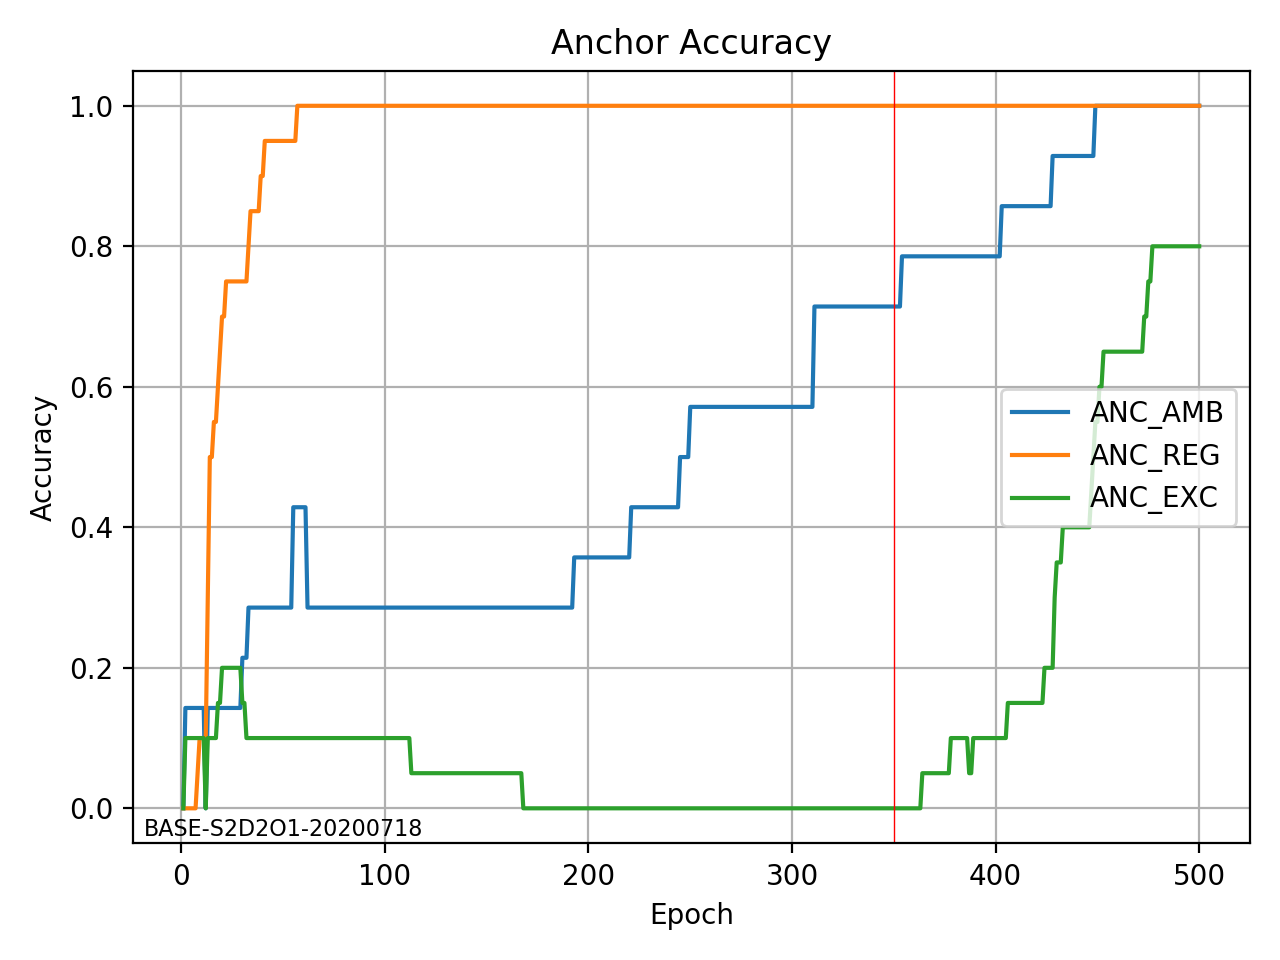 Anchor Accuracy
1.0
0.8
0.6
0.4
0.2
0.0
Accuracy
ANC_AMB
ANC_REG
ANC_EXC
BASE-S2D2O1-20200718
0 100 200 300 400 500
Epoch